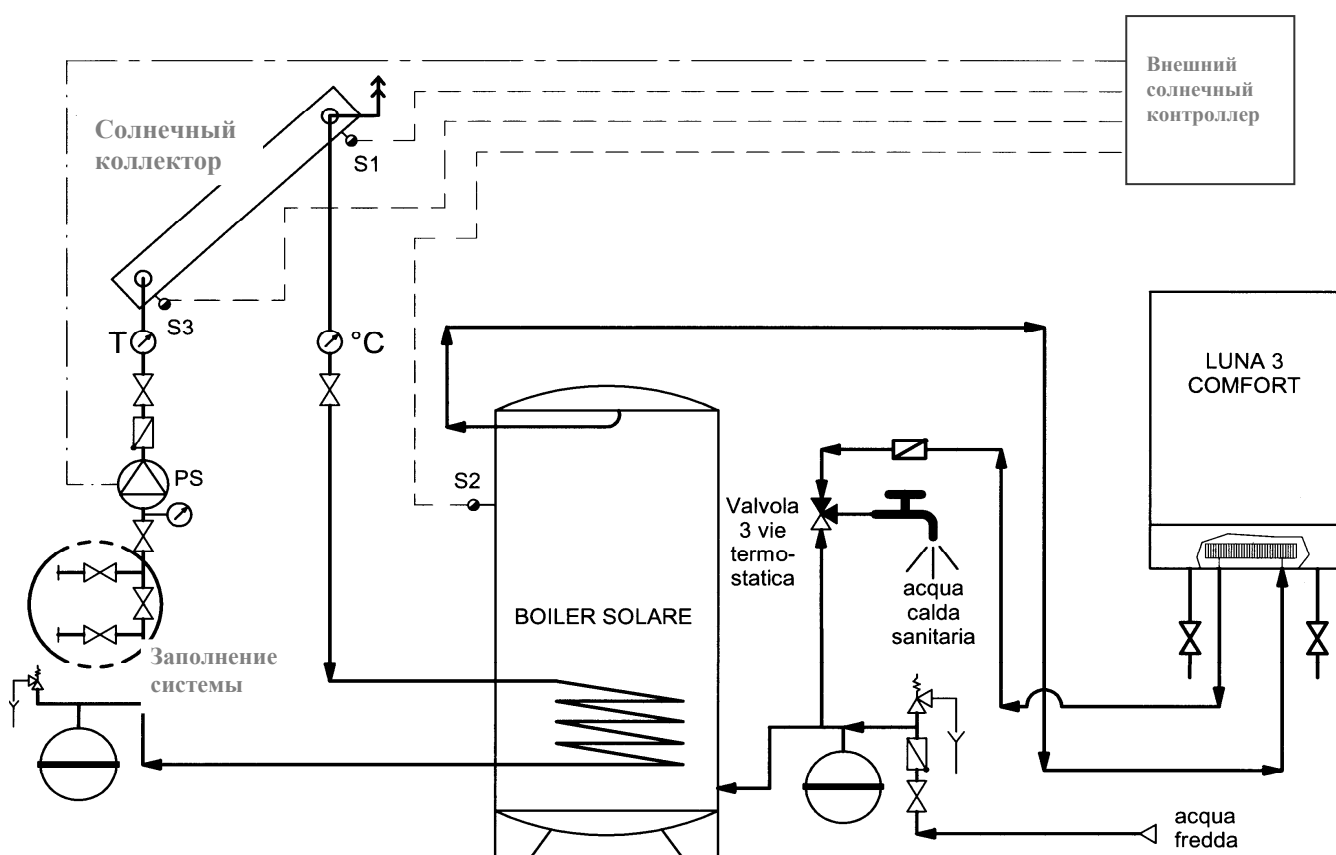 Внешний
солнечный
контроллер
Солнечный
коллектор
S1
S3
T
°C
LUNA 3
COMFORT
PS
S2
Valvola
3 vie
termo-
statica
acqua
calda
sanitaria
BOILER SOLARE
Заполнение
системы
acqua
fredda